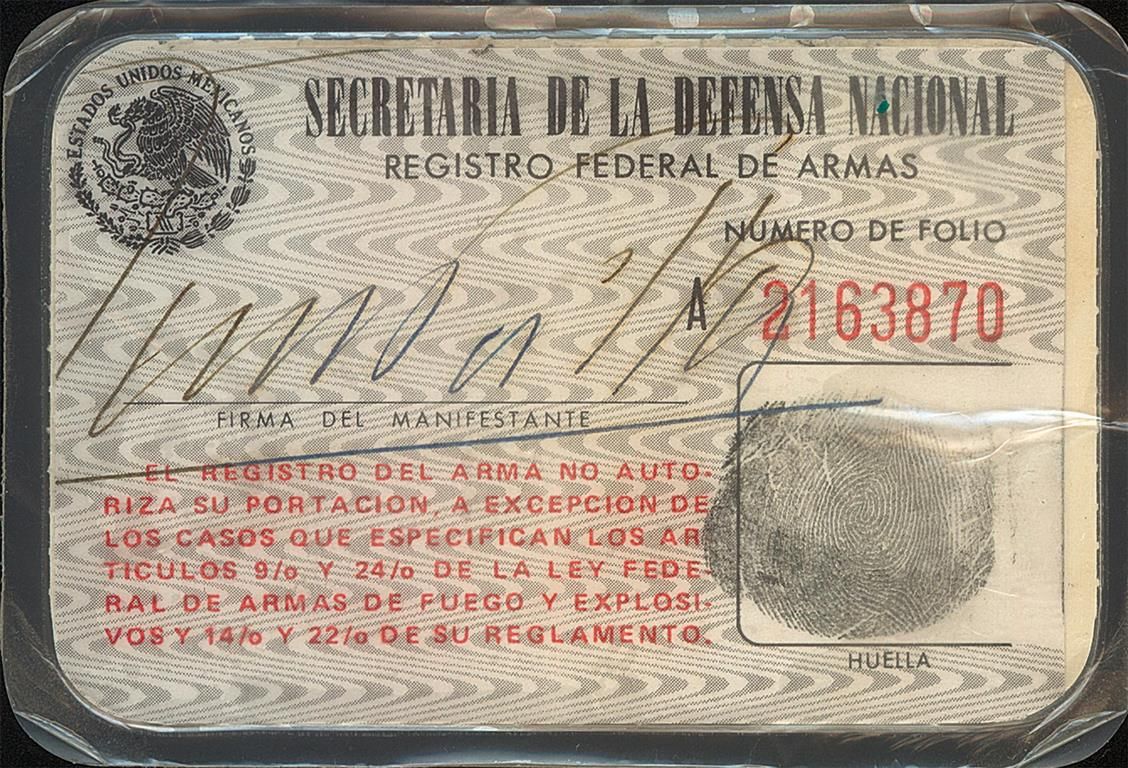 ESTADOS UNIDOS MEXICANOS
SECRETARIA DE LA DEFENSA NACIONAL
REGISTRO FEDERAL DE ARMAS
NUMERO DE FOLIO
A 2163870
FIRMA DEL MANIFESTANTE
EL REGISTRO DEL ARMA NO AUTO-
RIZA SU PORTACION, A EXCEPCION DE
LOS CASOS QUE ESPECIFICAN LOS AR
TICULOS 9/o Y 24/o DE LA LEY FEDE-
RAL DE ARMAS DE FUEGO Y EXPLOSI-
VOS Y 14/o Y 22/o DE SU REGLAMENTO.
HUELLA